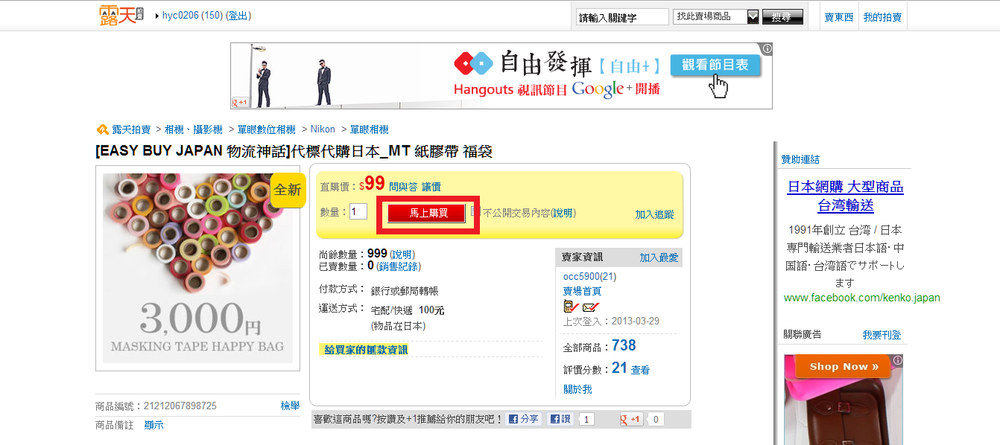 露天拍賣
hyc0206 (150) (登出)
請輸入關鍵字
找此賣場商品
搜尋
賣東西
我的拍賣
自由發揮【自由+】
觀看節目表
Hangouts 視訊節目 Google+ 開播
g +1
露天拍賣 > 相機、攝影機 > 單眼數位相機 > Nikon > 單眼相機
[EASY BUY JAPAN 物流神話]代標代購日本_MT 紙膠帶 福袋
全新
3,000円
MASKING TAPE HAPPY BAG
直購價：$99 問與答 議價
數量：1
馬上購買
不公開交易內容(說明)
加入追蹤
尚餘數量：999 (說明)
已賣數量：0 (銷售紀錄)
付款方式： 銀行或郵局轉帳
運送方式： 宅配/快遞 100元
(物品在日本)
給買家的匯款資訊
賣家資訊
加入最愛
occ5900(21)
賣場首頁
上次登入：2013-03-29
全部商品：738
評價分數：21 查看
關於我
商品編號：21212067898725
檢舉
商品備註 顯示
喜歡這商品嗎?按讚及+1推薦給你的朋友吧！
分享
讚
1
g +1
0
贊助連結
日本網購 大型商品
台湾輸送
1991年創立 台湾 / 日本
専門輸送業者日本語・中
国語・台湾語でサポートし
ます
www.facebook.com/kenko.japan
關聯廣告
我要刊登
Shop Now »